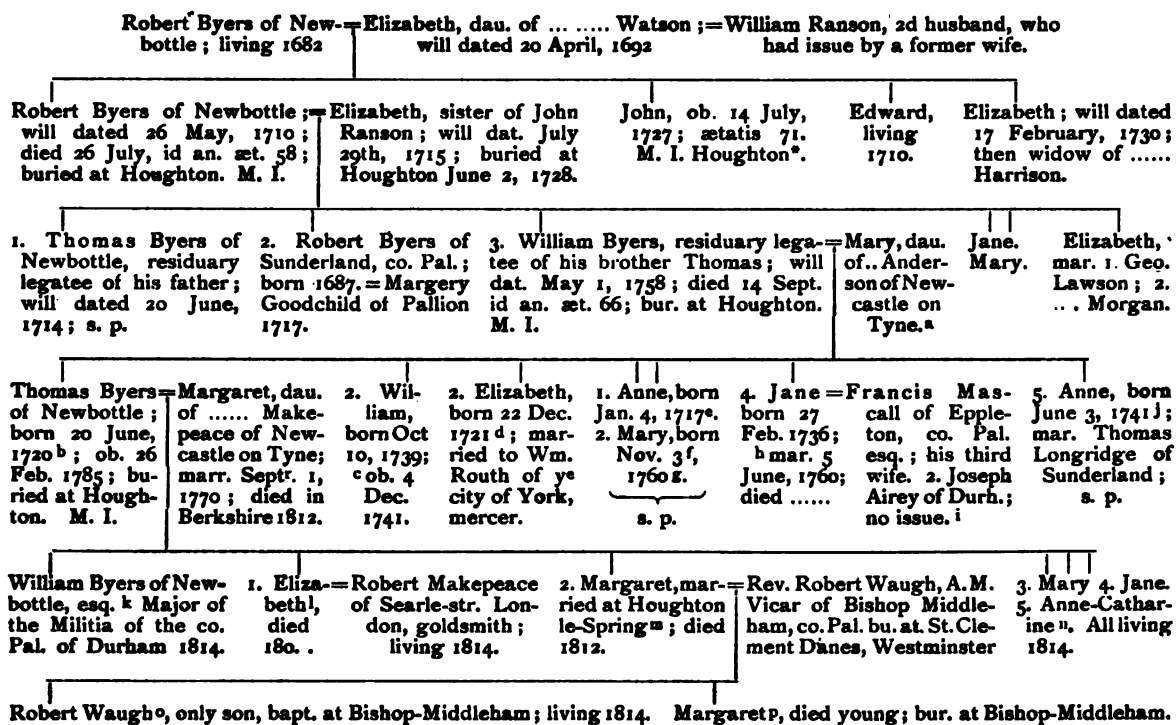 Robert Byers of New-=Elizabeth, dau. of ... ...... Watson ;=William Ranson, 2d husband, who
bottle ; living 1682 will dated 20 April, 1692 had issue by a former wife.
Robert Byers of Newbottle ;=
will dated 26 May, 1710 ;
died 26 July, id an. æt. 58 ;
buried at Houghton. M. I.
Elizabeth, sister of John
Ranson ; will dat. July
29th, 1715 ; buried at
Houghton June 2, 1728.
John, ob. 14 July,
1727 ; ætatis 71.
M. I. Houghton*.
Edward,
living
1710.
Elizabeth ; will dated
17 February, 1730 ;
then widow of ......
Harrison.
1. Thomas Byers of
Newbottle, residuary
legatee of his father ;
will dated 20 June,
1714 ; s. p.
2. Robert Byers of
Sunderland, co. Pal. ;
born 1687. = Margery
Goodchild of Pallion
1717.
3. William Byers, residuary lega-=
tee of his brother Thomas ; will
dat. May 1, 1758 ; died 14 Sept.
id an. æt. 66 ; bur. at Houghton.
M. I.
Mary, dau.
of .. Ander-
son of New-
castle on
Tyne.a
Jane.
Mary.
Elizabeth,
mar. 1. Geo.
Lawson ; 2.
... Morgan.
Thomas Byers=
of Newbottle ;
born 20 June,
1720 b ; ob. 26
Feb. 1785 ; bu-
ried at Hough-
ton. M. I.
Margaret, dau.
of ...... Make-
peace of New-
castle on Tyne;
marr. Septr. 1,
1770 ; died in
Berkshire 1812.
2. Wil-
liam,
born Oct
10, 1739;
c ob. 4
Dec.
1741.
2. Elizabeth,
born 22 Dec.
1721 d ; mar-
ried to Wm.
Routh of ye
city of York,
mercer.
1. Anne, born
Jan. 4, 1717e.
2. Mary, born
Nov. 3f,
1760g.
s. p.
4. Jane=
born 27
Feb. 1736;
h mar. 5
June, 1760;
died ......
Francis Mas-
call of Epple-
ton, co. Pal.
esq. ; his third
wife. 2. Joseph
Airey of Durh.;
no issue. i
5. Anne, born
June 3, 1741 j ;
mar. Thomas
Longridge of
Sunderland ;
s. p.
William Byers of New-
bottle, esq. k Major of
the Militia of the co.
Pal. of Durham 1814.
1. Eliza-=
bethl,
died
180. .
Robert Makepeace
of Searle-str. Lon-
don, goldsmith ;
living 1814.
2. Margaret, mar-=
ried at Houghton
le-Springm ; died
1812.
Rev. Robert Waugh, A.M.
Vicar of Bishop Middle-
ham, co. Pal. bu. at. St. Cle-
ment Danes, Westminster
3. Mary 4. Jane.
5. Anne-Cathar-
ine n. All living
1814.
Robert Waugh o, only son, bapt. at Bishop-Middleham ; living 1814. Margaret p, died young ; bur. at Bishop-Middleham